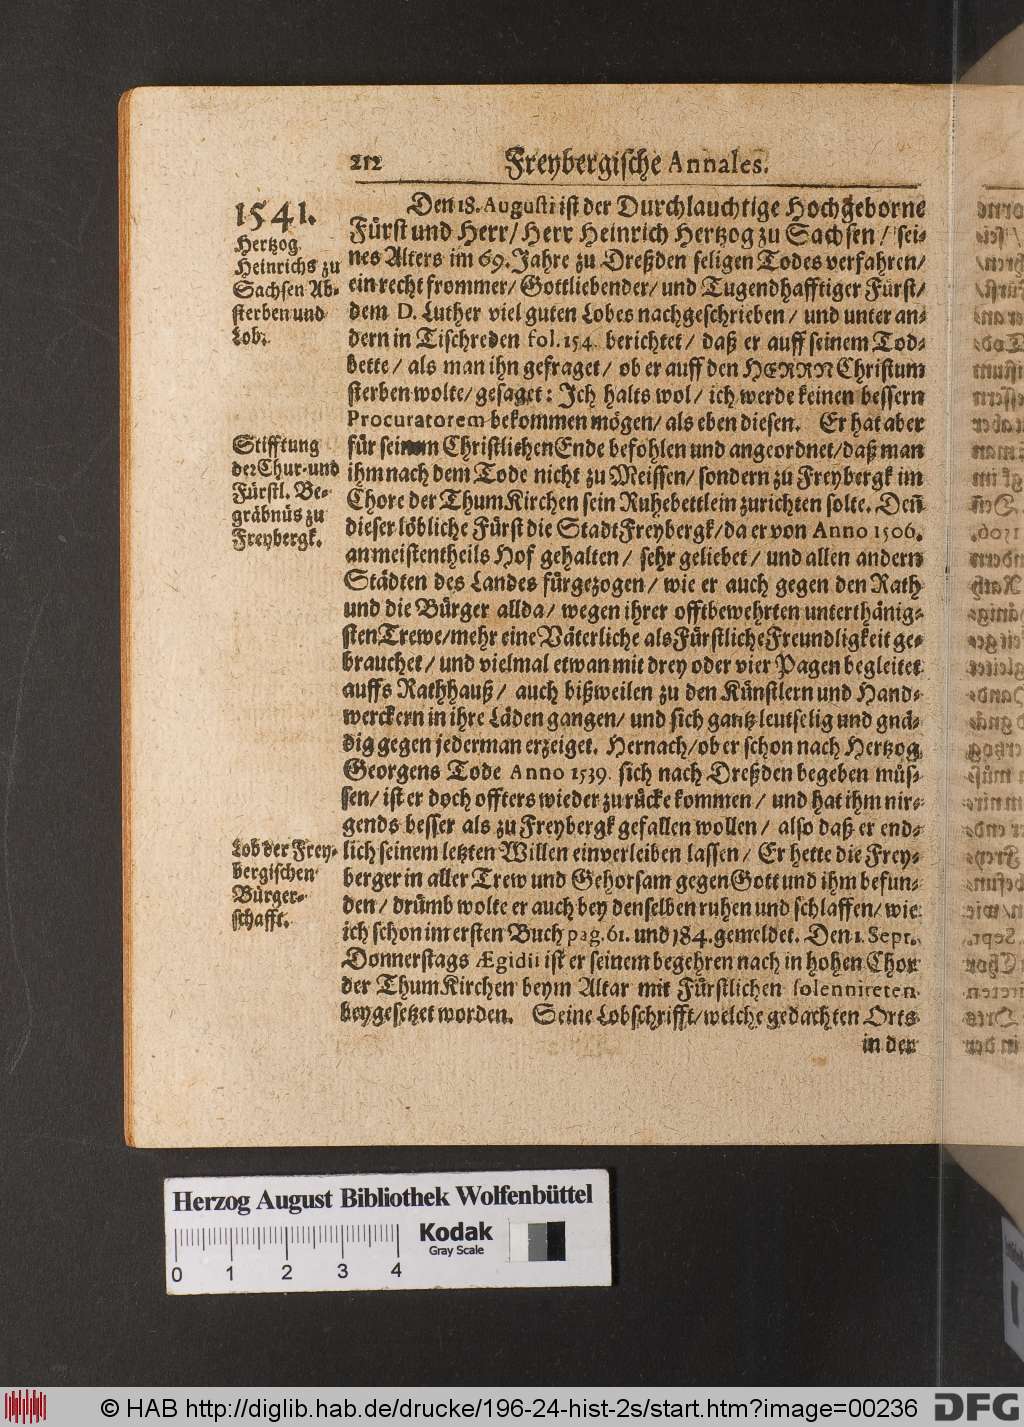 212 Freybergische Annales.
1541.
Hertzog
Heinrichs zu
Sachsen Ab-
sterben und
Lob.
Den 18. Augusti ist der Durchlauchtige Hochgeborne
Fürst und Herr/ Herr Heinrich Hertzog zu Sachsen/ sei-
nes Alters im 69. Jahre zu Dreßden seligen Todes verfahren/
ein recht frommer/ Gottliebender/ und Tugendhafftiger Fürst/
dem D. Luther viel guten Lobes nachgeschrieben/ und unter an-
dern in Tischreden fol. 154. berichtet/ daß er auff seinem Tod-
bette/ als man ihn gefraget/ ob er auff den HERRN Christum
sterben wolte/ gesaget: Ich halts wol/ ich werde keinen bessern
Procuratorem bekommen mögen/ als eben diesen. Er hat aber
Stifftung
der Chur-und
Fürstl. Be-
gräbnüs zu
Freybergk.
für seinem Christlichen Ende befohlen und angeordnet/ daß man
ihm nach dem Tode nicht zu Meissen/ sondern zu Freybergk im
Chore der ThumKirchen sein Ruhebettlein zurichten solte. Deñ
dieser löbliche Fürst die Stadt Freybergk/ da er von Anno 1506.
an meistentheils Hof gehalten/ sehr geliebet/ und allen andern
Städten des Landes fürgezogen/ wie er auch gegen den Rath
und die Bürger allda/ wegen ihrer offtbewehrten unterthänig-
sten Trewe/ mehr eine Väterliche als Fürstliche Freundligkeit ge-
brauchet/ und vielmal etwan mit drey oder vier Pagen begleitet
auffs Rathhauß/ auch bißweilen zu den Künstlern und Hand-
werckern in ihre Läden gangen/ und sich gantz leutselig und gnä-
dig gegen jederman erzeiget. Hernach/ ob er schon nach Hertzog
Georgens Tode Anno 1539. sich nach Dreßden begeben müs-
sen/ ist er doch offters wieder zurücke kommen/ und hat ihm nir-
gends besser als zu Freybergk gefallen wollen/ also daß er end-
Lob der Frey-
bergischen
Bürger-
schafft.
lich seinem letzten Willen einverleiben lassen/ Er hette die Frey-
berger in aller Trew und Gehorsam gegen Gott und ihm befun-
den/ drümb wolte er auch bey denselben ruhen und schlaffen/ wie
ich schon im ersten Buch pag. 61. und 184. gemeldet. Den 1. Sept.
Donnerstags Ægidii ist er seinem begehren nach in hohen Chor
der ThumKirchen beym Altar mit Fürstlichen solenniteten
beygesetzet worden. Seine Lobschrifft/ welche gedachten Orts
in der
Herzog August Bibliothek Wolfenbüttel
Kodak
Gray Scale
0 1 2 3 4
© HAB http://diglib.hab.de/drucke/196-24-hist-2s/start.htm?image=00236
DFG